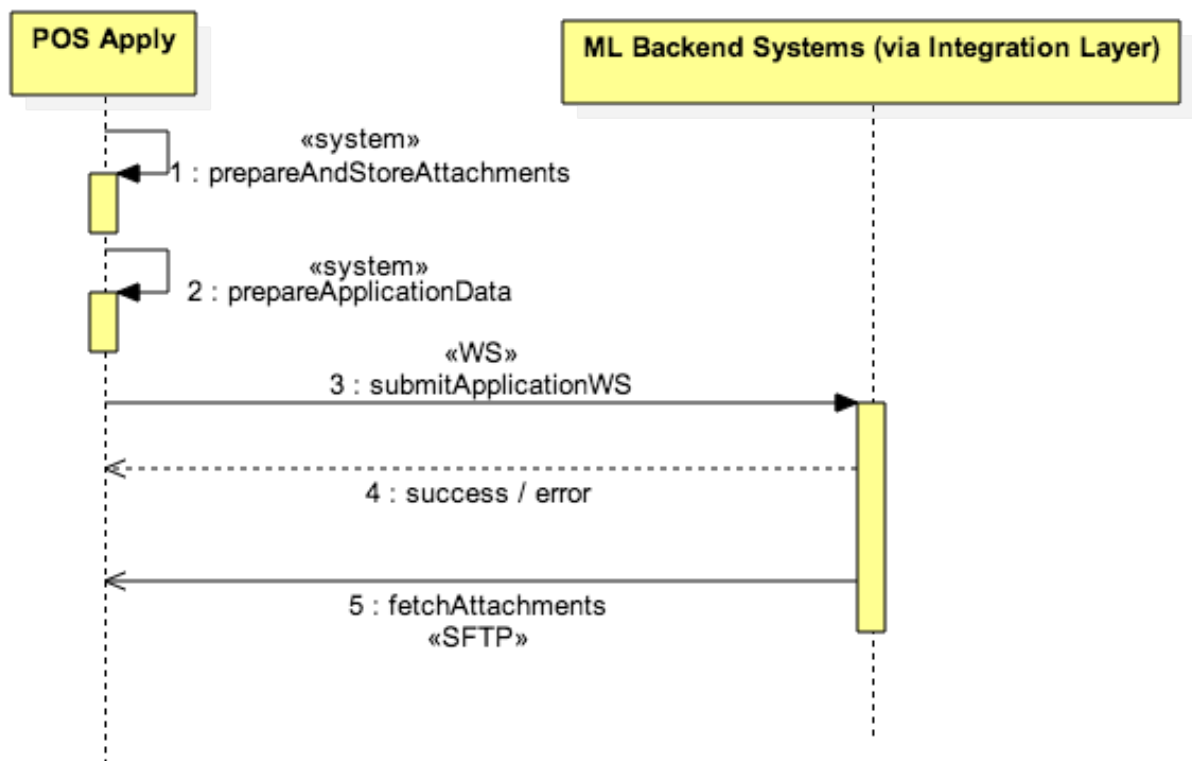 POS Apply
ML Backend Systems (via Integration Layer)
«system»
1 : prepareAndStoreAttachments
«system»
2 : prepareApplicationData
«WS»
3 : submitApplicationWS
4 : success / error
5 : fetchAttachments
«SFTP»